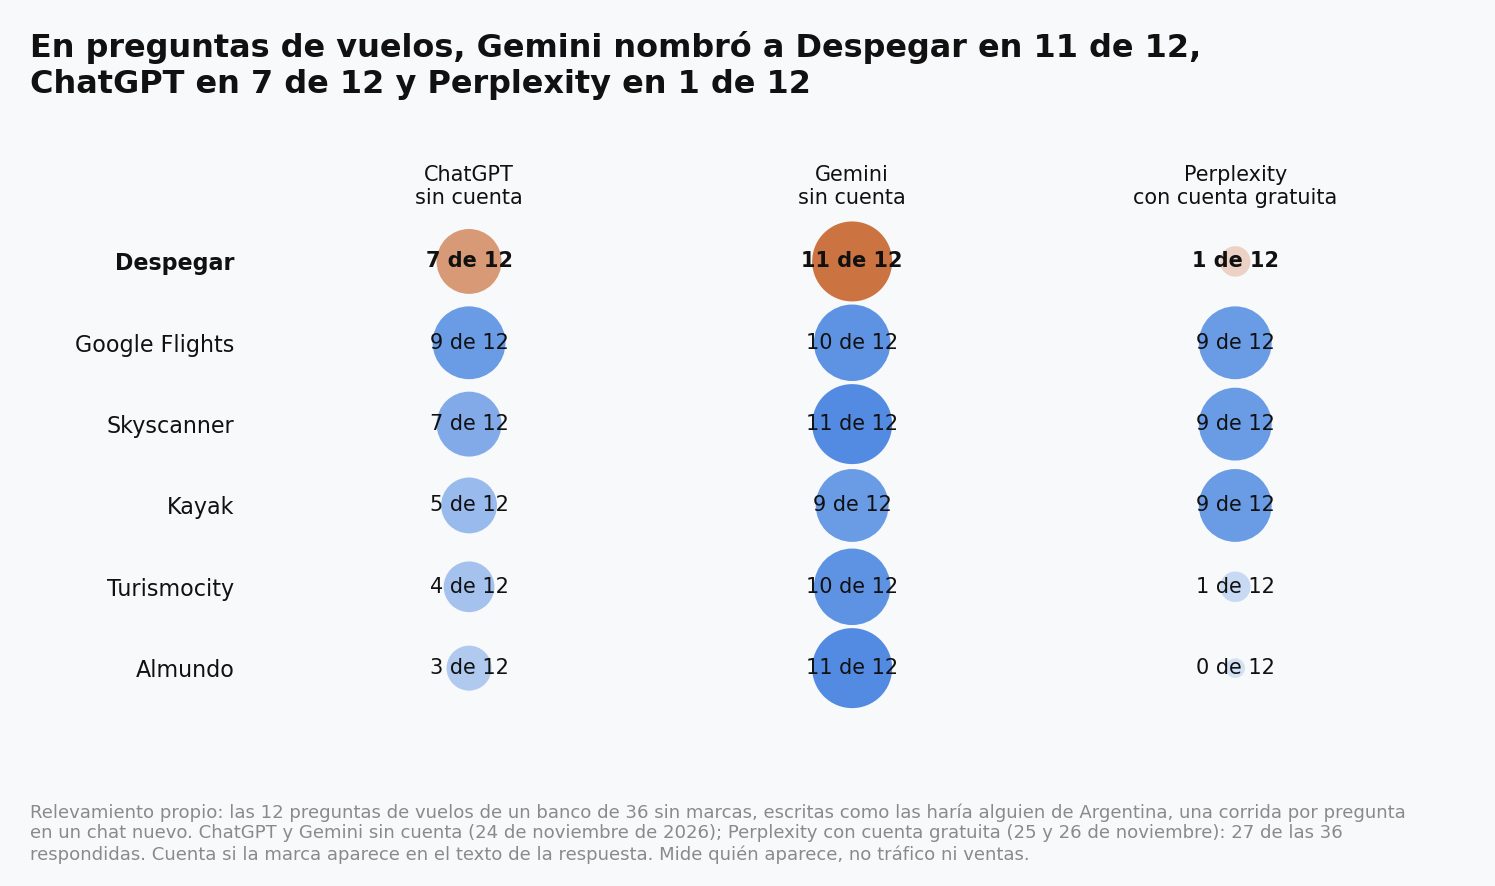 En preguntas de vuelos, Gemini nombró a Despegar en 11 de 12,
ChatGPT en 7 de 12 y Perplexity en 1 de 12
ChatGPT
sin cuenta
Gemini
sin cuenta
Perplexity
con cuenta gratuita
Despegar 7 de 12 11 de 12 1 de 12
Google Flights 9 de 12 10 de 12 9 de 12
Skyscanner 7 de 12 11 de 12 9 de 12
Kayak 5 de 12 9 de 12 9 de 12
Turismocity 4 de 12 10 de 12 1 de 12
Almundo 3 de 12 11 de 12 0 de 12
Relevamiento propio: las 12 preguntas de vuelos de un banco de 36 sin marcas, escritas como las haría alguien de Argentina, una corrida por pregunta
en un chat nuevo. ChatGPT y Gemini sin cuenta (24 de noviembre de 2026); Perplexity con cuenta gratuita (25 y 26 de noviembre): 27 de las 36
respondidas. Cuenta si la marca aparece en el texto de la respuesta. Mide quién aparece, no tráfico ni ventas.